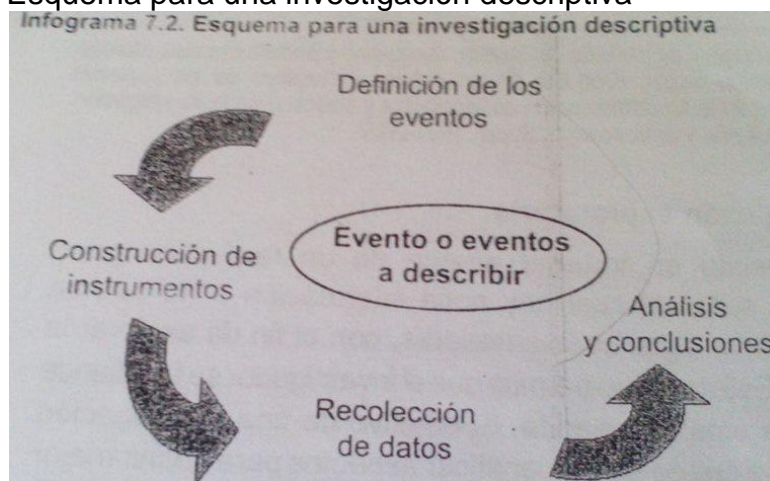 Esquema para una investigación descriptiva
Infograma 7.2. Esquema para una investigación descriptiva
Definición de los
eventos
Construcción de
instrumentos
Evento o eventos
a describir
Análisis
y conclusiones
Recolección
de datos